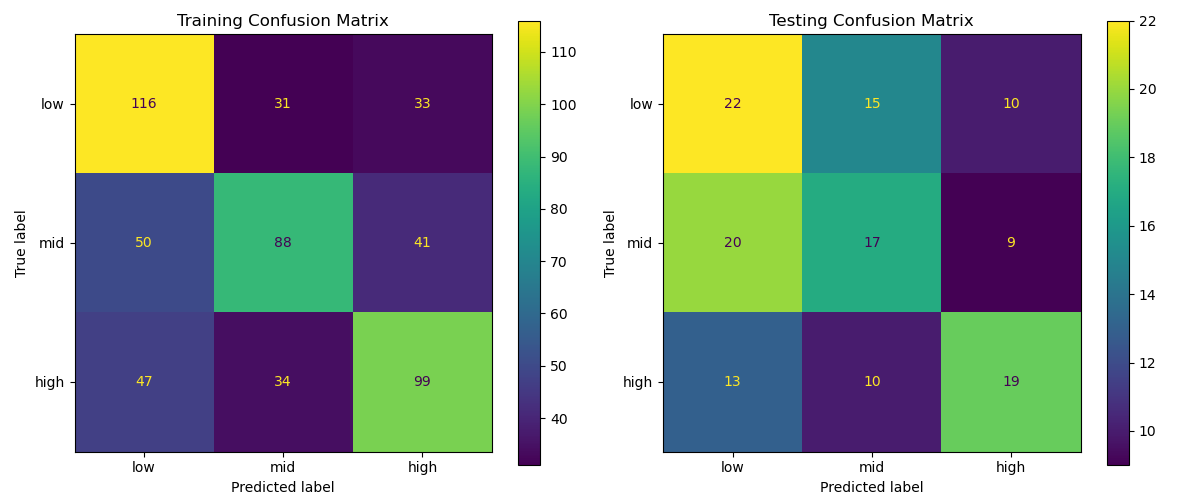 Training Confusion Matrix
True label
low
mid
high
116 31 33
50 88 41
47 34 99
low mid high
Predicted label
110
100
90
80
70
60
50
40
Testing Confusion Matrix
True label
low
mid
high
22 15 10
20 17 9
13 10 19
low mid high
Predicted label
22
20
18
16
14
12
10